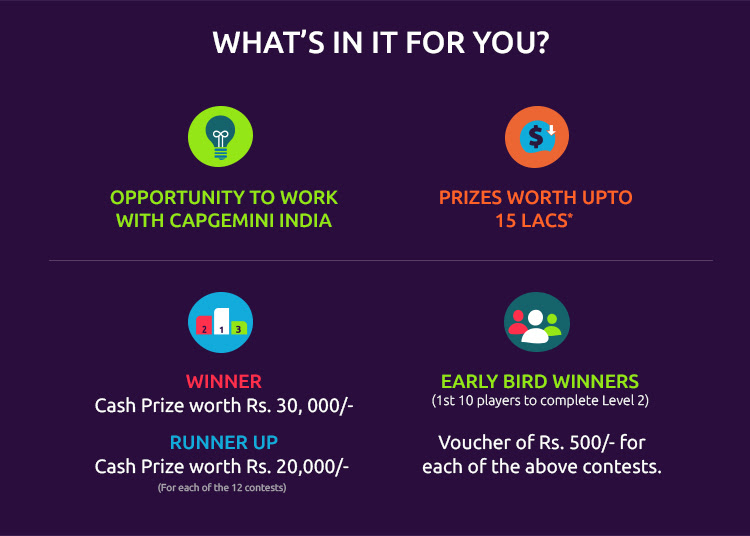 WHAT'S IN IT FOR YOU?
OPPORTUNITY TO WORK
WITH CAPGEMINI INDIA
PRIZES WORTH UPTO
15 LACS*
2 1 3
WINNER
Cash Prize worth Rs. 30, 000/-
RUNNER UP
Cash Prize worth Rs. 20,000/-
(For each of the 12 contests)
EARLY BIRD WINNERS
(1st 10 players to complete Level 2)
Voucher of Rs. 500/- for
each of the above contests.